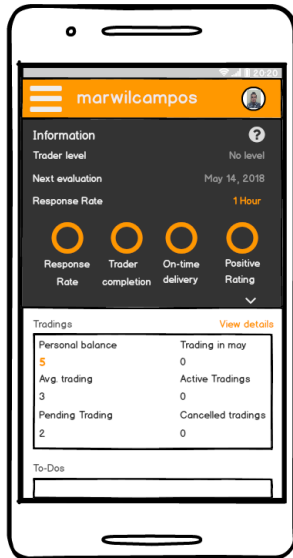 20:20
marwilcampos
Information ?
Trader level No level
Next evaluation May 14, 2018
Response Rate 1 Hour
Response Rate
Trader completion
On-time delivery
Positive Rating
Tradings View details
Personal balance Trading in may
5 0
Avg. trading Active Tradings
3 0
Pending Trading Cancelled tradings
2 0
To-Dos